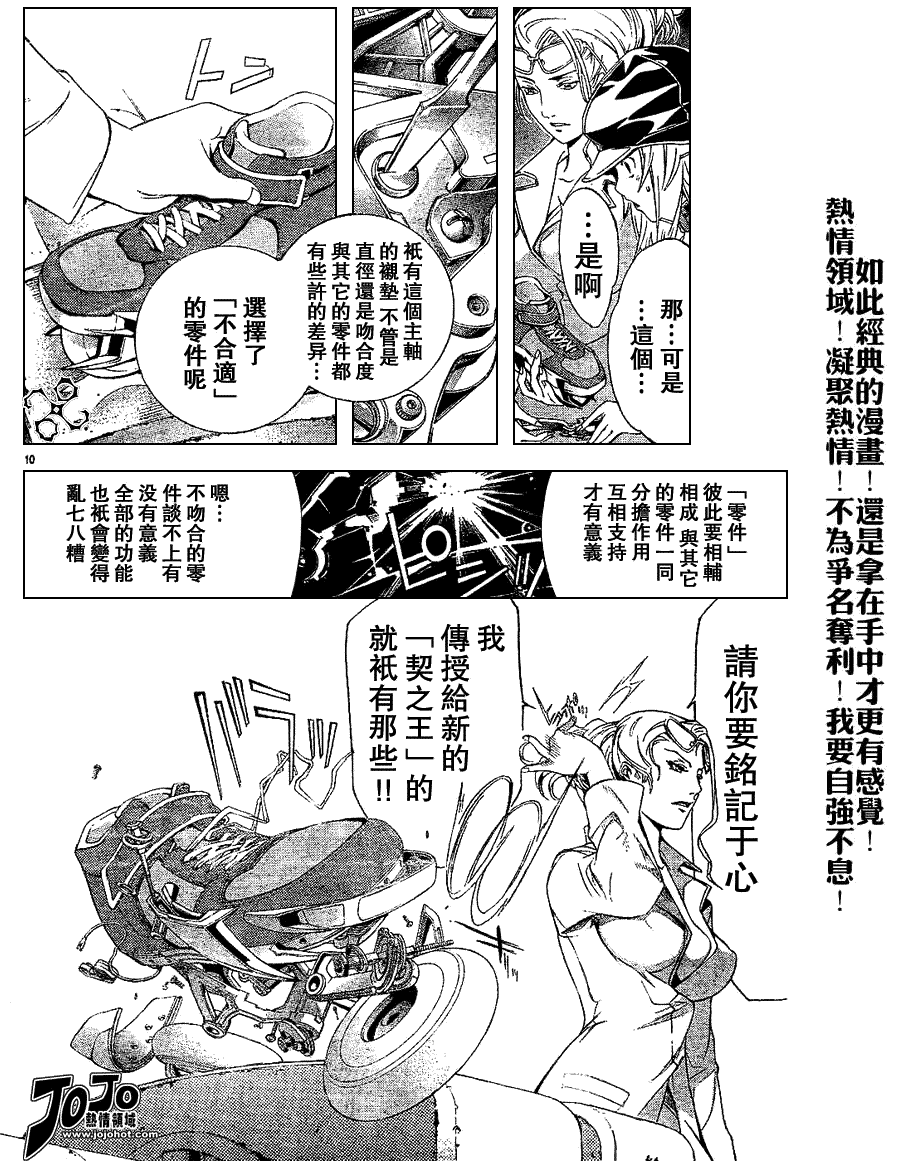 …是啊
那…可是
…這個…
衹有這個主軸
的襯墊 不管是
直徑還是吻合度
與其它的零件都
有些許的差异…
トン
選擇了
「不合適」
的零件呢
10
「零件」
彼此要相輔
相成 與其它
的零件一同
分擔作用
互相支持
才有意義
嗯…
不吻合的零
件談不上有
没有意義
全部的功能
也衹會變得
亂七八糟
請你要銘記于心
我
傳授給新的
「契之王」的
就衹有那些!!
如此經典的漫畫！還是拿在手中才更有感覺！
熱情領域！凝聚熱情！不為爭名奪利！我要自強不息！
JOJO
熱情領域
www.jojohot.com